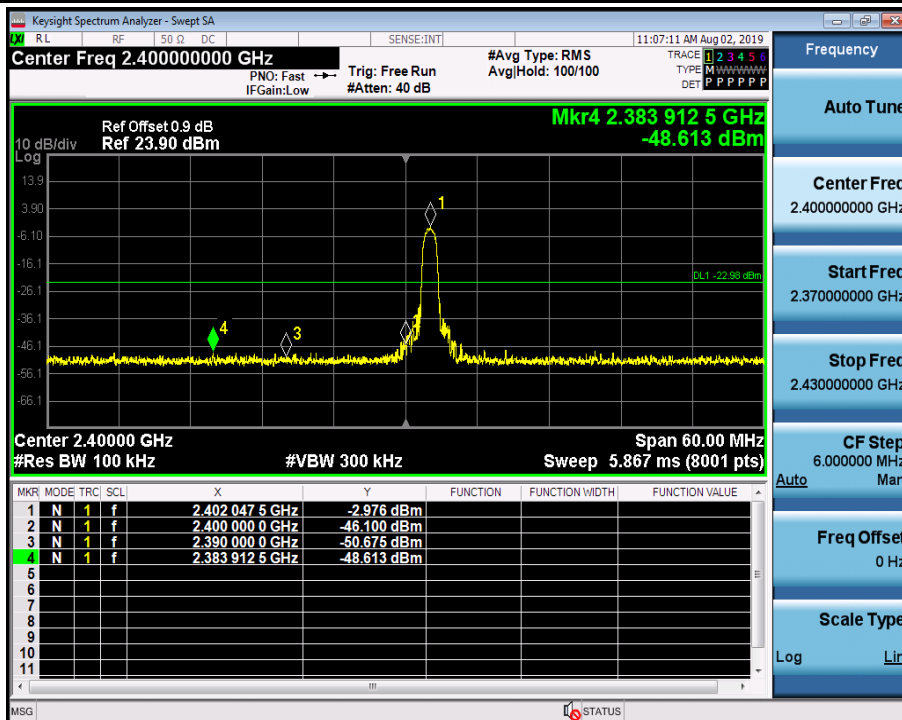 Keysight Spectrum Analyzer - Swept SA
LXI RL RF 50 Ω DC SENSE:INT 11:07:11 AM Aug 02, 2019
Center Freq 2.400000000 GHz
PNO: Fast
IFGain:Low
Trig: Free Run
#Atten: 40 dB
#Avg Type: RMS
Avg|Hold: 100/100
TRACE 1 2 3 4 5 6
TYPE M W W W W W
DET P P P P P P
Mkr4 2.383 912 5 GHz
-48.613 dBm
Ref Offset 0.9 dB
10 dB/div Ref 23.90 dBm
Log
13.9
3.90
-6.10
-16.1
-26.1
-36.1
-46.1
-56.1
-66.1
1
DL1 -22.98 dBm
4
3
Center 2.40000 GHz Span 60.00 MHz
#Res BW 100 kHz #VBW 300 kHz Sweep 5.867 ms (8001 pts)
MKR MODE TRC SCL X Y FUNCTION FUNCTION WIDTH FUNCTION VALUE
1 N 1 f 2.402 047 5 GHz -2.976 dBm
2 N 1 f 2.400 000 0 GHz -46.100 dBm
3 N 1 f 2.390 000 0 GHz -50.675 dBm
4 N 1 f 2.383 912 5 GHz -48.613 dBm
5
6
7
8
9
10
11
MSG STATUS
Frequency
Auto Tune
Center Freq
2.400000000 GHz
Start Freq
2.370000000 GHz
Stop Freq
2.430000000 GHz
CF Step
6.000000 MHz
Auto Man
Freq Offset
0 Hz
Scale Type
Log Lin